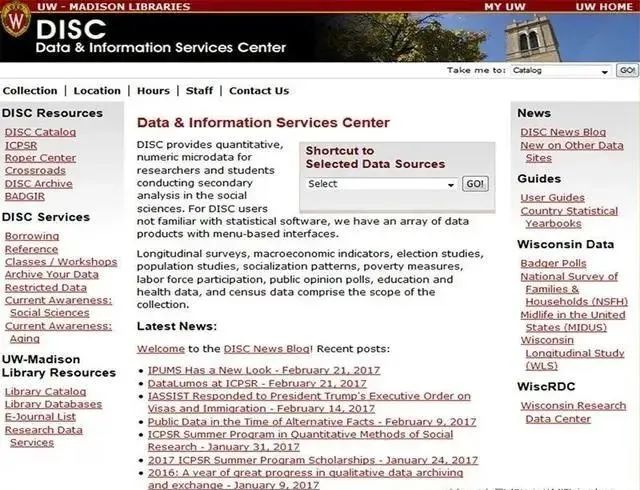 UW - MADISON LIBRARIES
MY UW
UW HOME
DISC
Data & Information Services Center
Take me to:
Catalog
GO!
Collection | Location | Hours | Staff | Contact Us
DISC Resources
DISC Catalog
ICPSR
Roper Center
Crossroads
DISC Archive
BADGIR
DISC Services
Borrowing
Reference
Classes / Workshops
Archive Your Data
Restricted Data
Current Awareness:
Social Sciences
Current Awareness:
Aging
UW-Madison
Library Resources
Library Catalog
Library Databases
E-Journal List
Research Data
Services
Data & Information Services Center
DISC provides quantitative,
numeric microdata for
researchers and students
conducting secondary
analysis in the social
sciences. For DISC users
not familiar with statistical software, we have an array of data
products with menu-based interfaces.
Shortcut to
Selected Data Sources
Select
GO!
Longitudinal surveys, macroeconomic indicators, election studies,
population studies, socialization patterns, poverty measures,
labor force participation, public opinion polls, education and
health data, and census data comprise the scope of the
collection.
Latest News:
Welcome to the DISC News Blog! Recent posts:
• IPUMS Has a New Look - February 21, 2017
• DataLumos at ICPSR - February 21, 2017
• IASSIST Responded to President Trump's Executive Order on
Visas and Immigration - February 14, 2017
• Public Data in the Time of Alternative Facts - February 9, 2017
• ICPSR Summer Program in Quantitative Methods of Social
Research - January 31, 2017
• 2017 ICPSR Summer Program Scholarships - January 24, 2017
• 2016: A year of great progress in qualitative data archiving
and exchange - January 9, 2017
News
DISC News Blog
New on Other Data
Sites
Guides
User Guides
Country Statistical
Yearbooks
Wisconsin Data
Badger Polls
National Survey of
Families &
Households (NSFH)
Midlife in the United
States (MIDUS)
Wisconsin
Longitudinal Study
(WLS)
WiscRDC
Wisconsin Research
Data Center